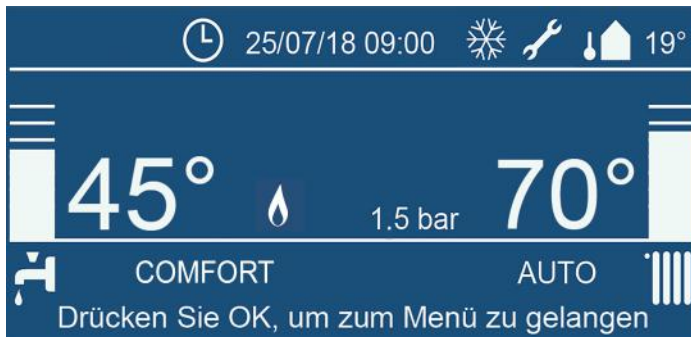 25/07/18 09:00 19°
45° 1.5 bar 70°
COMFORT AUTO
Drücken Sie OK, um zum Menü zu gelangen